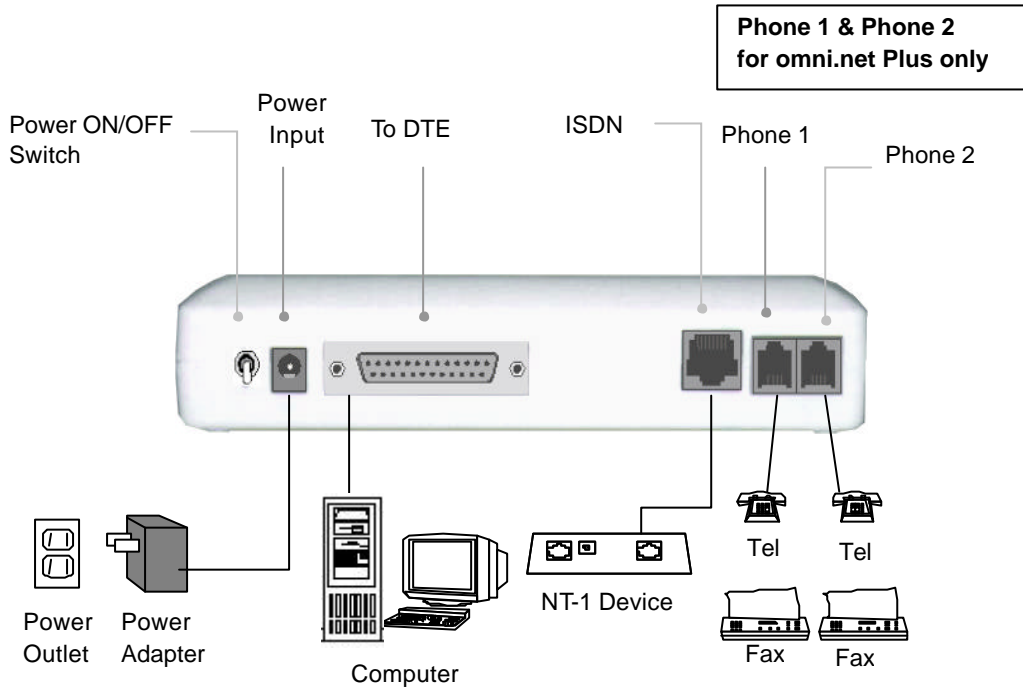 Phone 1 & Phone 2
for omni.net Plus only
Power ON/OFF
Switch
Power
Input
To DTE
ISDN
Phone 1
Phone 2
Tel
Tel
NT-1 Device
Power
Outlet
Power
Adapter
Computer
Fax
Fax